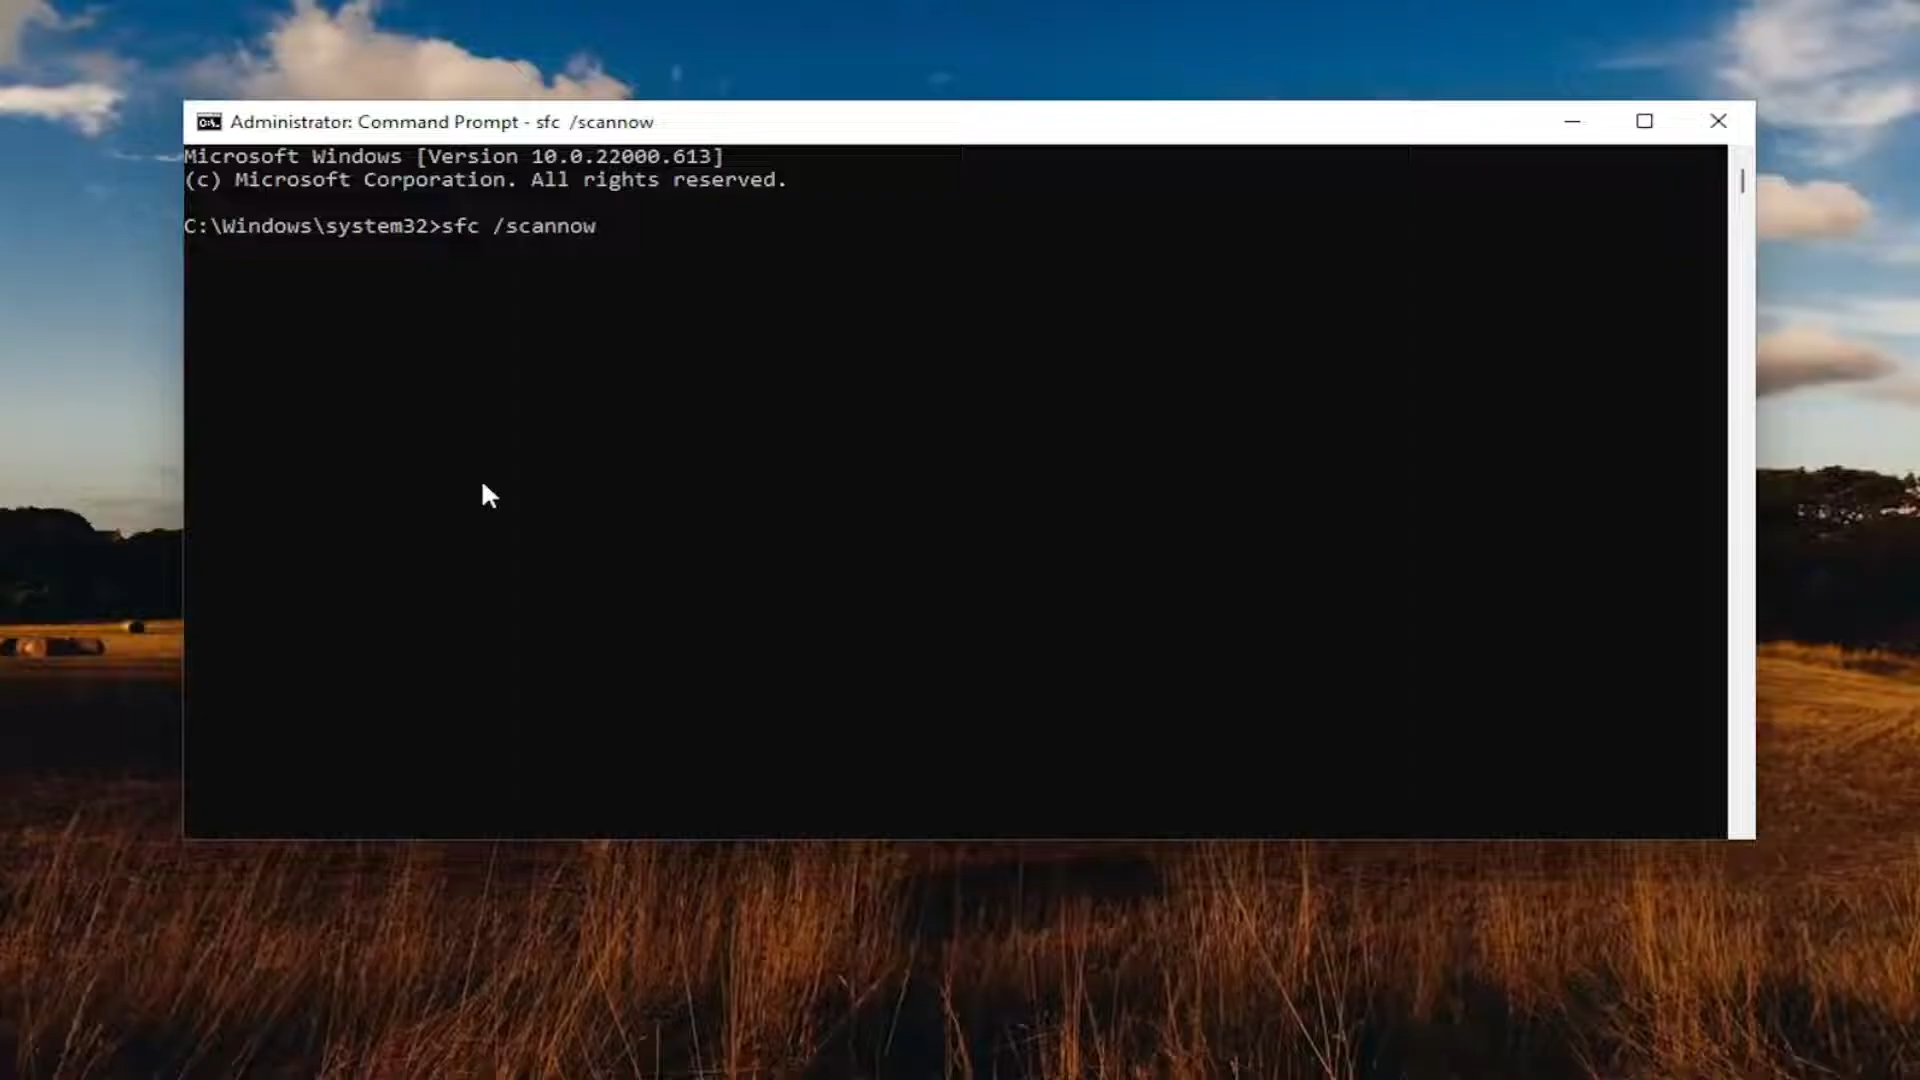 Administrator: Command Prompt - sfc  /scannow
Microsoft Windows [Version 10.0.22000.613]
(c) Microsoft Corporation. All rights reserved.
C:\Windows\system32>sfc /scannow